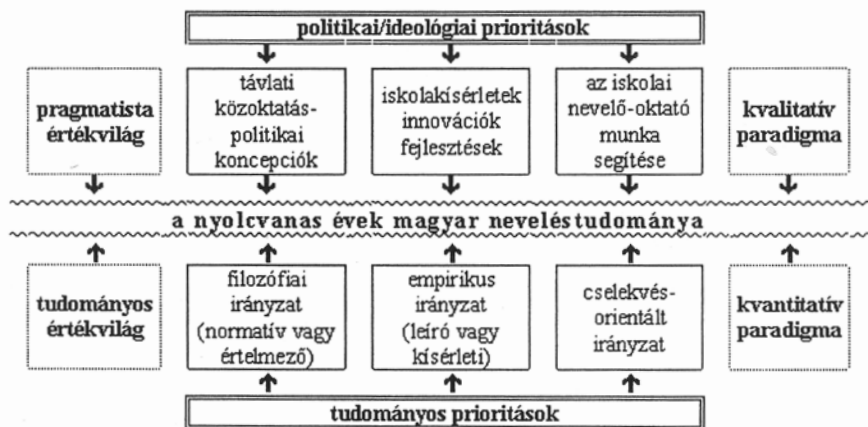 politikai/ideológiai prioritások
pragmatista
értékvilág
távlati
közoktatás-
politikai
koncepciók
iskolakísérletek
innovációk
fejlesztések
az iskolai
nevelő-oktató
munka
segítése
kvalitatív
paradigma
a nyolcvanas évek magyar neveléstudománya
tudományos
értékvilág
filozófiai
irányzat
(normatív vagy
értelmező)
empirikus
irányzat
(leíró vagy
kísérleti)
cselekvés-
orientált
irányzat
kvantitatív
paradigma
tudományos prioritások